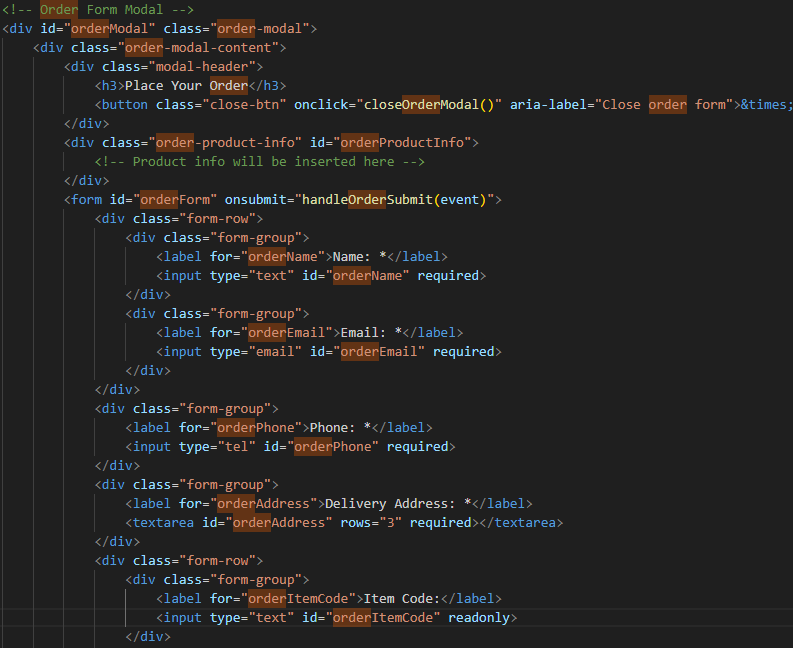 <!-- Order Form Modal -->
<div id="orderModal" class="order-modal">
<div class="order-modal-content">
<div class="modal-header">
<h3>Place Your Order</h3>
<button class="close-btn" onclick="closeOrderModal()" aria-label="Close order form">&times;
</div>
<div class="order-product-info" id="orderProductInfo">
<!-- Product info will be inserted here -->
</div>
<form id="orderForm" onsubmit="handleOrderSubmit(event)">
<div class="form-row">
<div class="form-group">
<label for="orderName">Name: *</label>
<input type="text" id="orderName" required>
</div>
<div class="form-group">
<label for="orderEmail">Email: *</label>
<input type="email" id="orderEmail" required>
</div>
</div>
<div class="form-group">
<label for="orderPhone">Phone: *</label>
<input type="tel" id="orderPhone" required>
</div>
<div class="form-group">
<label for="orderAddress">Delivery Address: *</label>
<textarea id="orderAddress" rows="3" required></textarea>
</div>
<div class="form-row">
<div class="form-group">
<label for="orderItemCode">Item Code:</label>
<input type="text" id="orderItemCode" readonly>
</div>